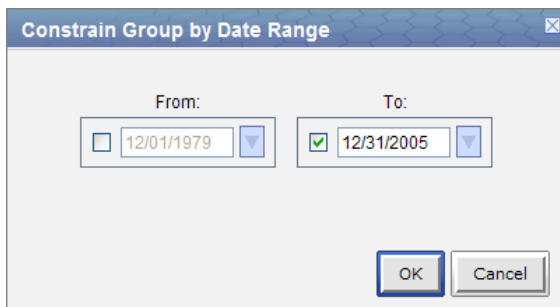 Constrain Group by Date Range
From: To:
12/01/1979 12/31/2005
OK Cancel